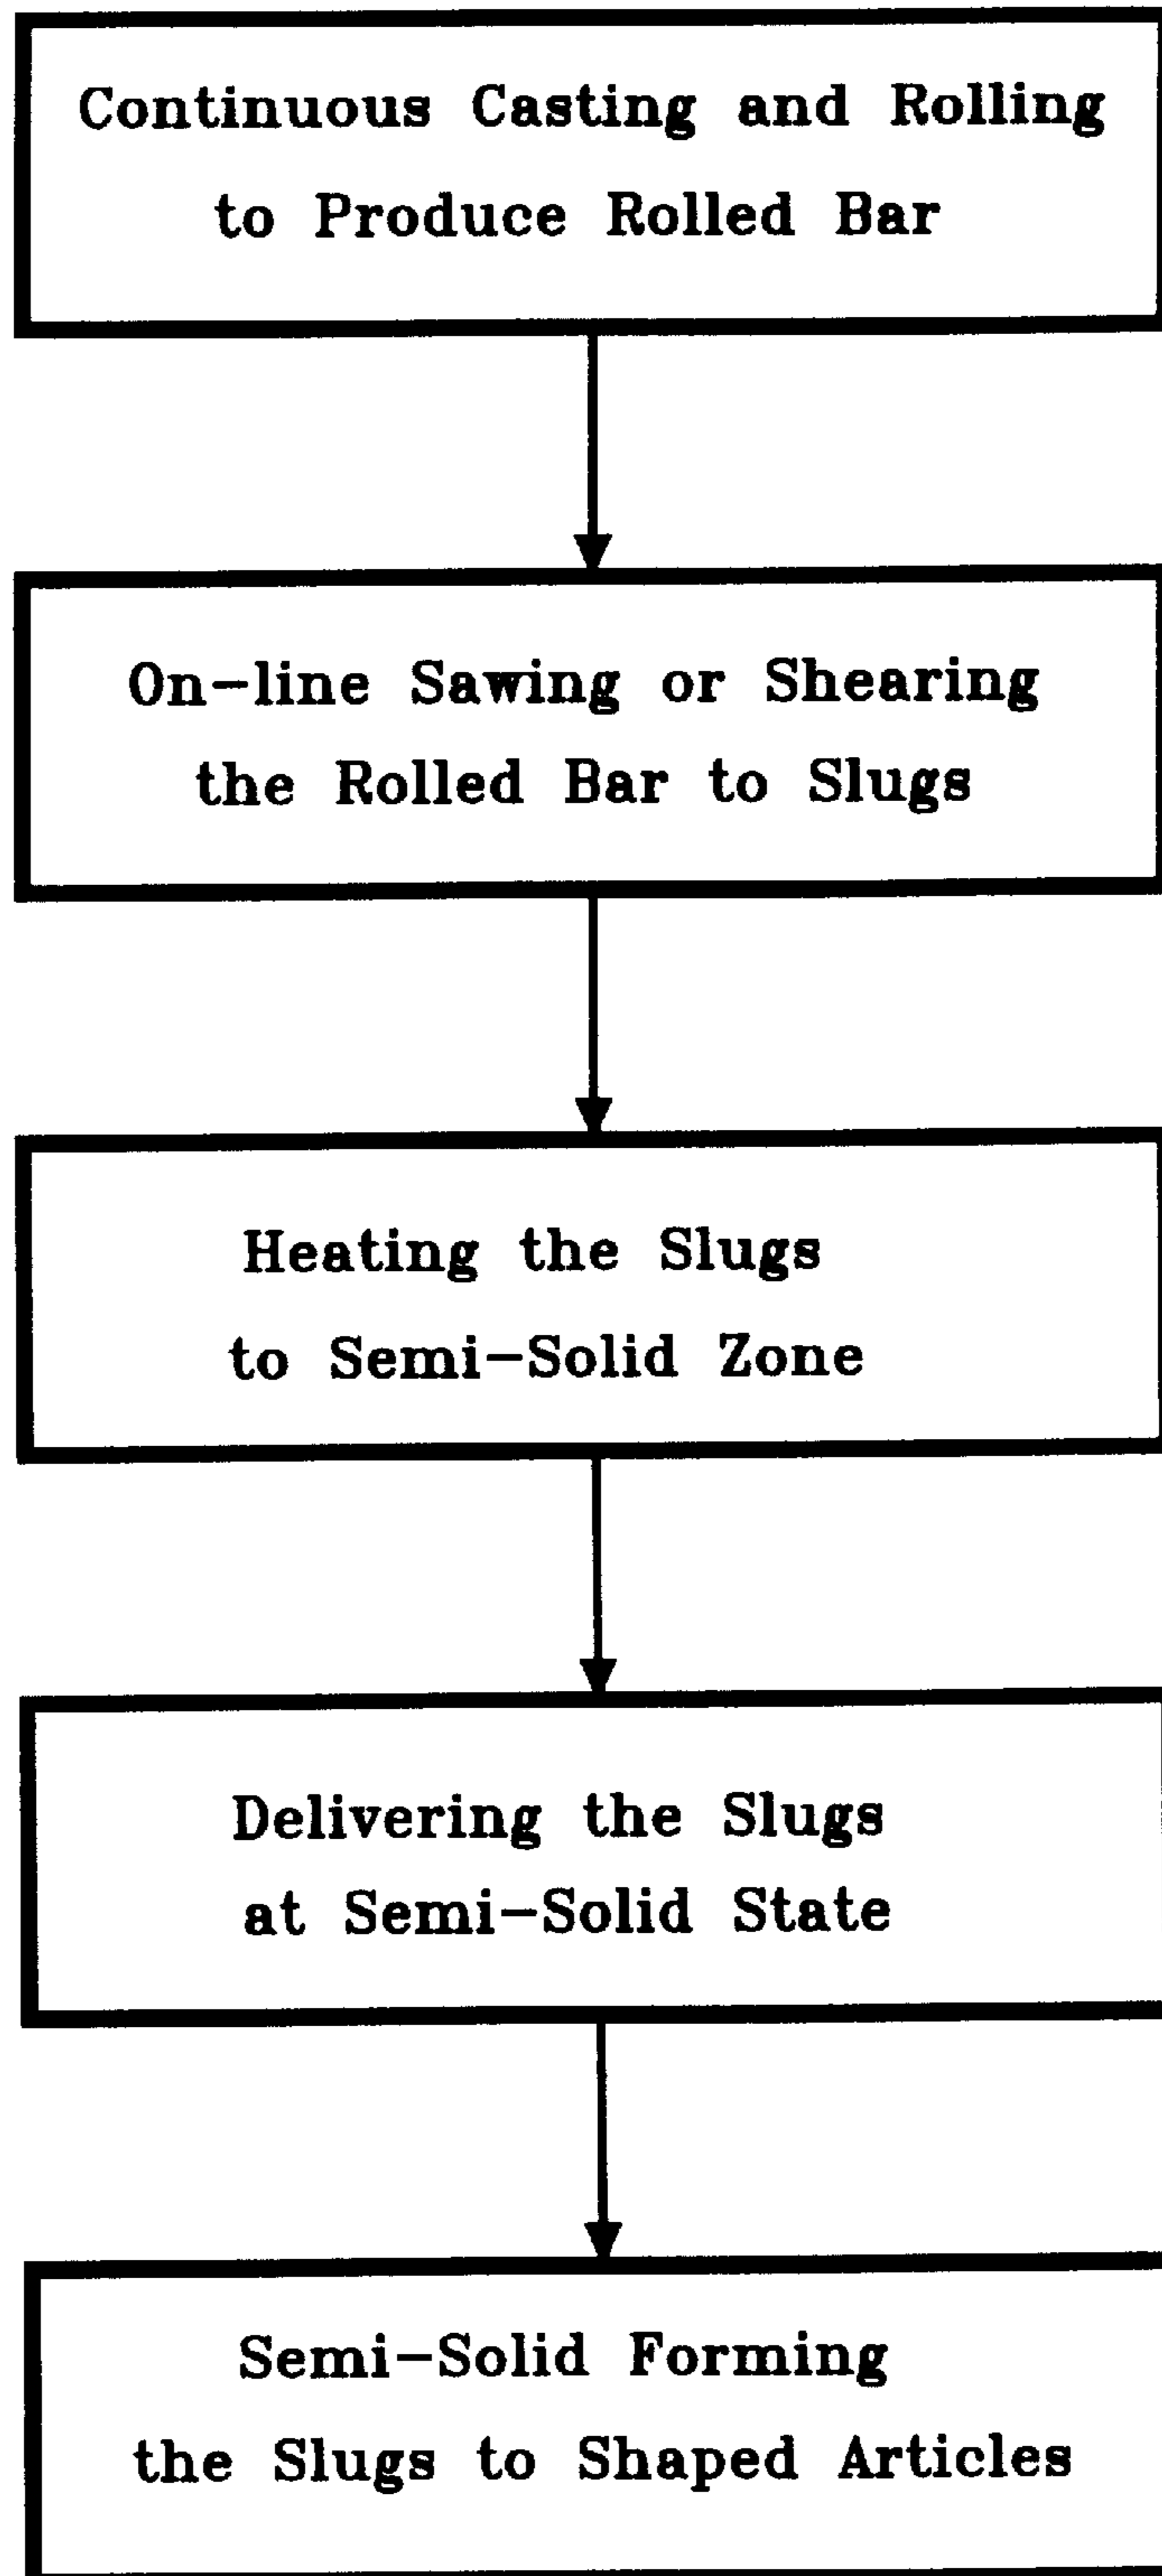 Continuous Casting and Rolling
to Produce Rolled Bar
On-line Sawing or Shearing
the Rolled Bar to Slugs
Heating the Slugs
to Semi-Solid Zone
Delivering the Slugs
at Semi-Solid State
Semi-Solid Forming
the Slugs to Shaped Articles